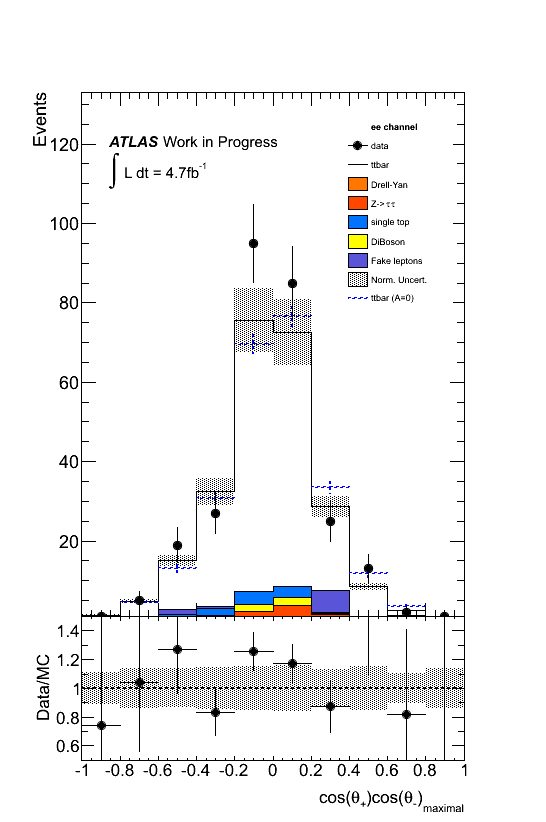 Events
120
100
80
60
40
20
ATLAS Work in Progress
∫ L dt = 4.7fb⁻¹
ee channel
data
ttbar
Drell-Yan
Z->ττ
single top
DiBoson
Fake leptons
Norm. Uncert.
ttbar (A=0)
Data/MC
1.4
1.2
1
0.8
0.6
-1 -0.8 -0.6 -0.4 -0.2 0 0.2 0.4 0.6 0.8 1
cos(θ₊)cos(θ₋)maximal